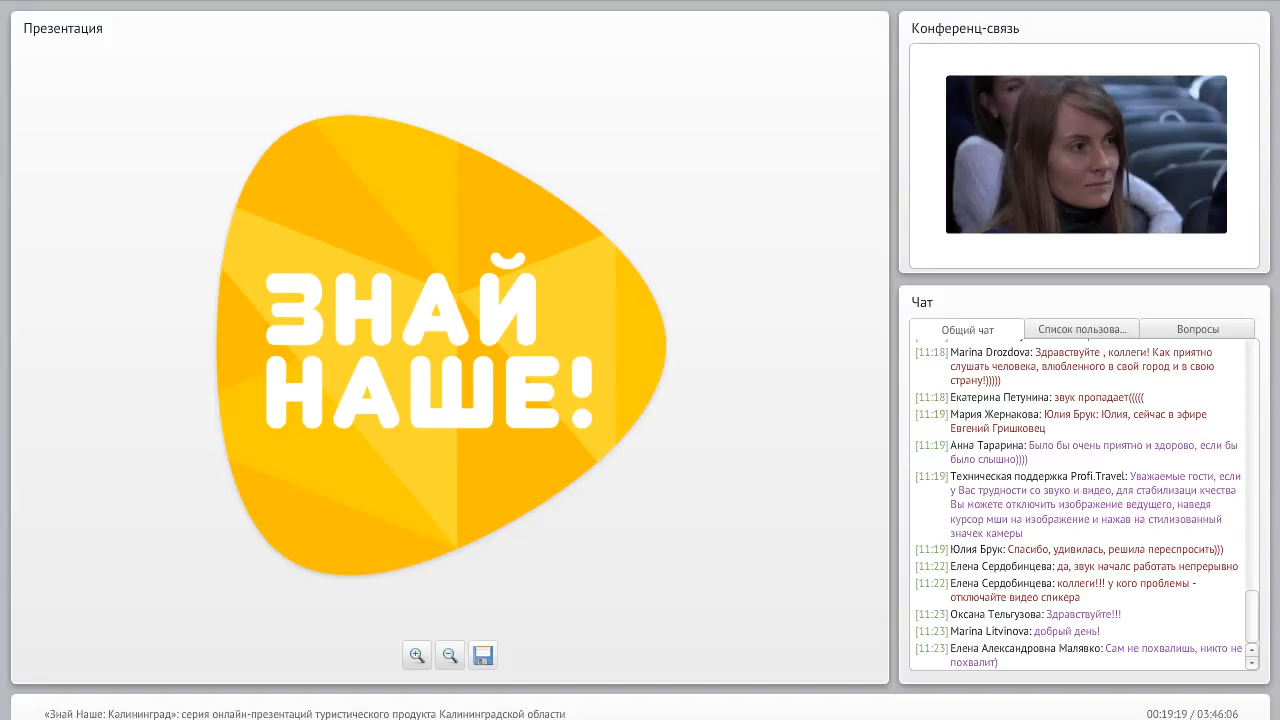 Презентация
ЗНАЙ
НАШЕ!
Конференц-связь
Чат
Общий чат
Список пользова...
Вопросы
[11:18] Marina Drozdova: Здравствуйте , коллеги! Как приятно
слушать человека, влюбленного в свой город и в свою
страну!)))))
[11:18] Екатерина Петунина: звук пропадает(((((
[11:19] Мария Жернакова: Юлия Брук: Юлия, сейчас в эфире
Евгений Гришковец
[11:19] Анна Тарарина: Было бы очень приятно и здорово, если бы
было слышно))))
[11:19] Техническая поддержка Profi.Travel: Уважаемые гости, если
у Вас трудности со звуко и видео, для стабилизаци кчества
Вы можете отключить изображение ведущего, наведя
курсор мши на изображение и нажав на стилизованный
значек камеры
[11:19] Юлия Брук: Спасибо, удивилась, решила переспросить)))
[11:22] Елена Сердобинцева: да, звук началс работать непрерывно
[11:22] Елена Сердобинцева: коллеги!!! у кого проблемы -
отключайте видео спикера
[11:23] Оксана Тельгузова: Здравствуйте!!!
[11:23] Marina Litvinova: добрый день!
[11:23] Елена Александровна Малявко: Сам не похвалишь, никто не
похвалит)
«Знай Наше: Калининград»: серия онлайн-презентаций туристического продукта Калининградской области
00:19:19 / 03:46:06